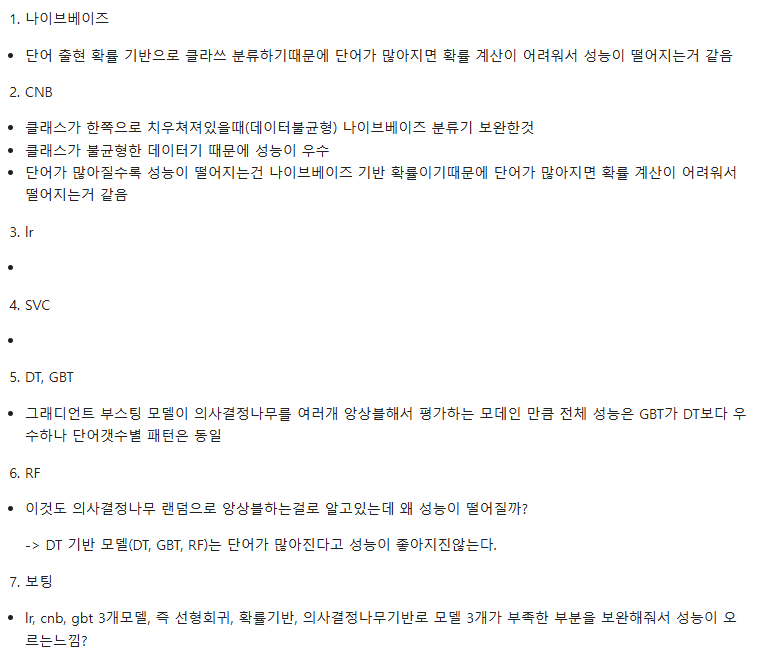 1. 나이브베이즈
• 단어 출현 확률 기반으로 클라쓰 분류하기때문에 단어가 많아지면 확률 계산이 어려워서 성능이 떨어지는거 같음
2. CNB
• 클래스가 한쪽으로 치우쳐져있을때(데이터불균형) 나이브베이즈 분류기 보완한것
• 클래스가 불균형한 데이터기 때문에 성능이 우수
• 단어가 많아질수록 성능이 떨어지는건 나이브베이즈 기반 확률이기때문에 단어가 많아지면 확률 계산이 어려워서
떨어지는거 같음
3. lr
•
4. SVC
•
5. DT, GBT
• 그래디언트 부스팅 모델이 의사결정나무를 여러개 앙상블해서 평가하는 모데인 만큼 전체 성능은 GBT가 DT보다 우
수하나 단어갯수별 패턴은 동일
6. RF
• 이것도 의사결정나무 랜덤으로 앙상블하는걸로 알고있는데 왜 성능이 떨어질까?
-> DT 기반 모델(DT, GBT, RF)는 단어가 많아진다고 성능이 좋아지진않는다.
7. 보팅
• lr, cnb, gbt 3개모델, 즉 선형회귀, 확률기반, 의사결정나무기반로 모델 3개가 부족한 부분을 보완해줘서 성능이 오
르는느낌?